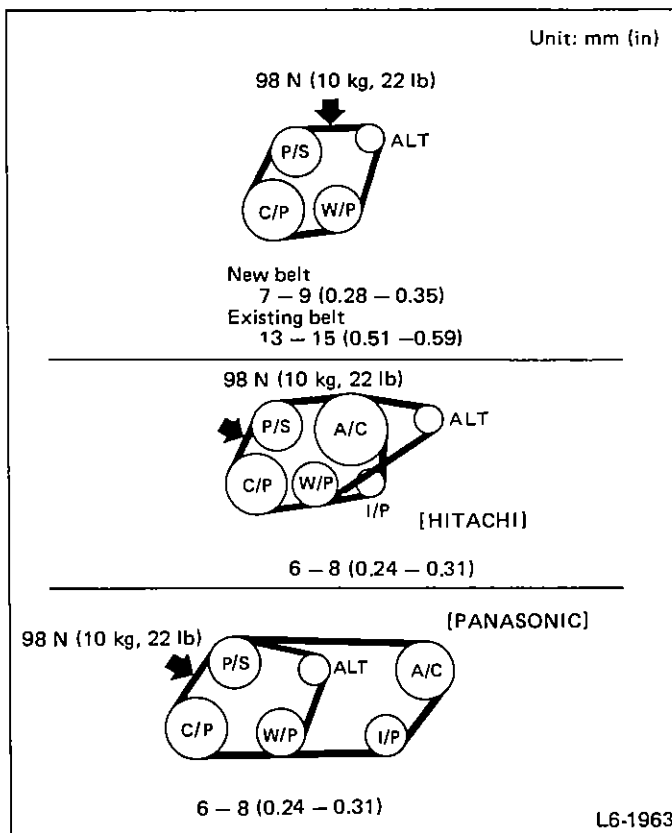 Unit: mm (in)
98 N (10 kg, 22 lb)
P/S
ALT
C/P
W/P
New belt
7 – 9 (0.28 – 0.35)
Existing belt
13 – 15 (0.51 –0.59)
98 N (10 kg, 22 lb)
P/S
A/C
ALT
C/P
W/P
I/P
[HITACHI]
6 – 8 (0.24 – 0.31)
[PANASONIC]
98 N (10 kg, 22 lb)
P/S
ALT
A/C
C/P
W/P
I/P
6 – 8 (0.24 – 0.31)
L6-1963